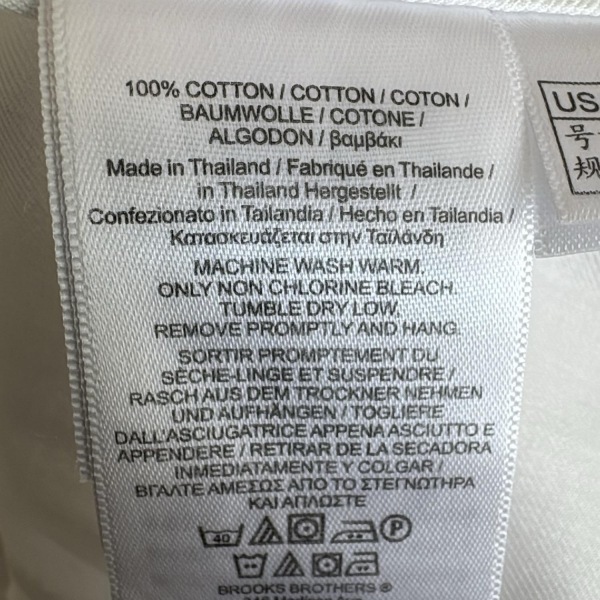 100% COTTON / COTTON / COTON /
BAUMWOLLE / COTONE /
ALGODON / βαμβάκι
Made in Thailand / Fabriqué en Thailande /
in Thailand Hergestellt /
Confezionato in Tailandia / Hecho en Tailandia /
Κατασκευάζεται στην Ταϊλάνδη
MACHINE WASH WARM.
ONLY NON CHLORINE BLEACH.
TUMBLE DRY LOW.
REMOVE PROMPTLY AND HANG.
SORTIR PROMPTEMENT DU
SÈCHE-LINGE ET SUSPENDRE /
RASCH AUS DEM TROCKNER NEHMEN
UND AUFHÄNGEN / TOGLIERE
DALL'ASCIUGATRICE APPENA ASCIUTTO E
APPENDERE / RETIRAR DE LA SECADORA
INMEDIATAMENTE Y COLGAR /
ΒΓΑΛΤΕ ΑΜΕΣΩΣ ΑΠΟ ΤΟ ΣΤΕΓΝΩΤΗΡΑ
ΚΑΙ ΑΠΛΩΣΤΕ
40 P
BROOKS BROTHERS ®
346 Madison Ave
US
号
规